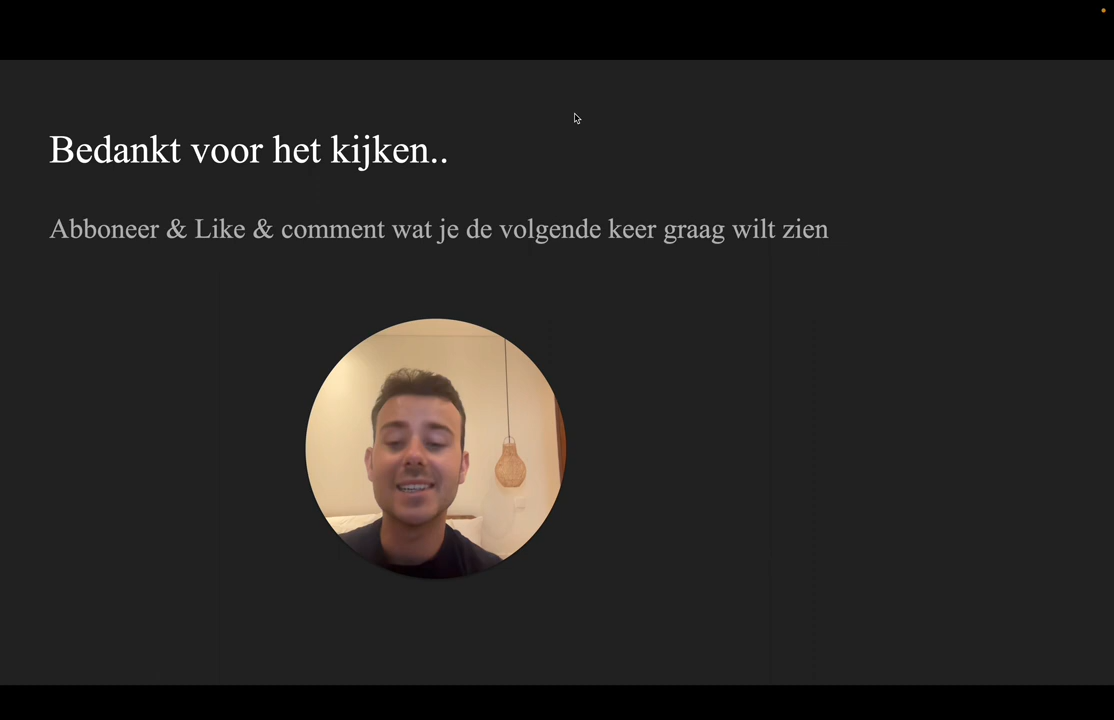 Bedankt voor het kijken..
Abboneer & Like & comment wat je de volgende keer graag wilt zien